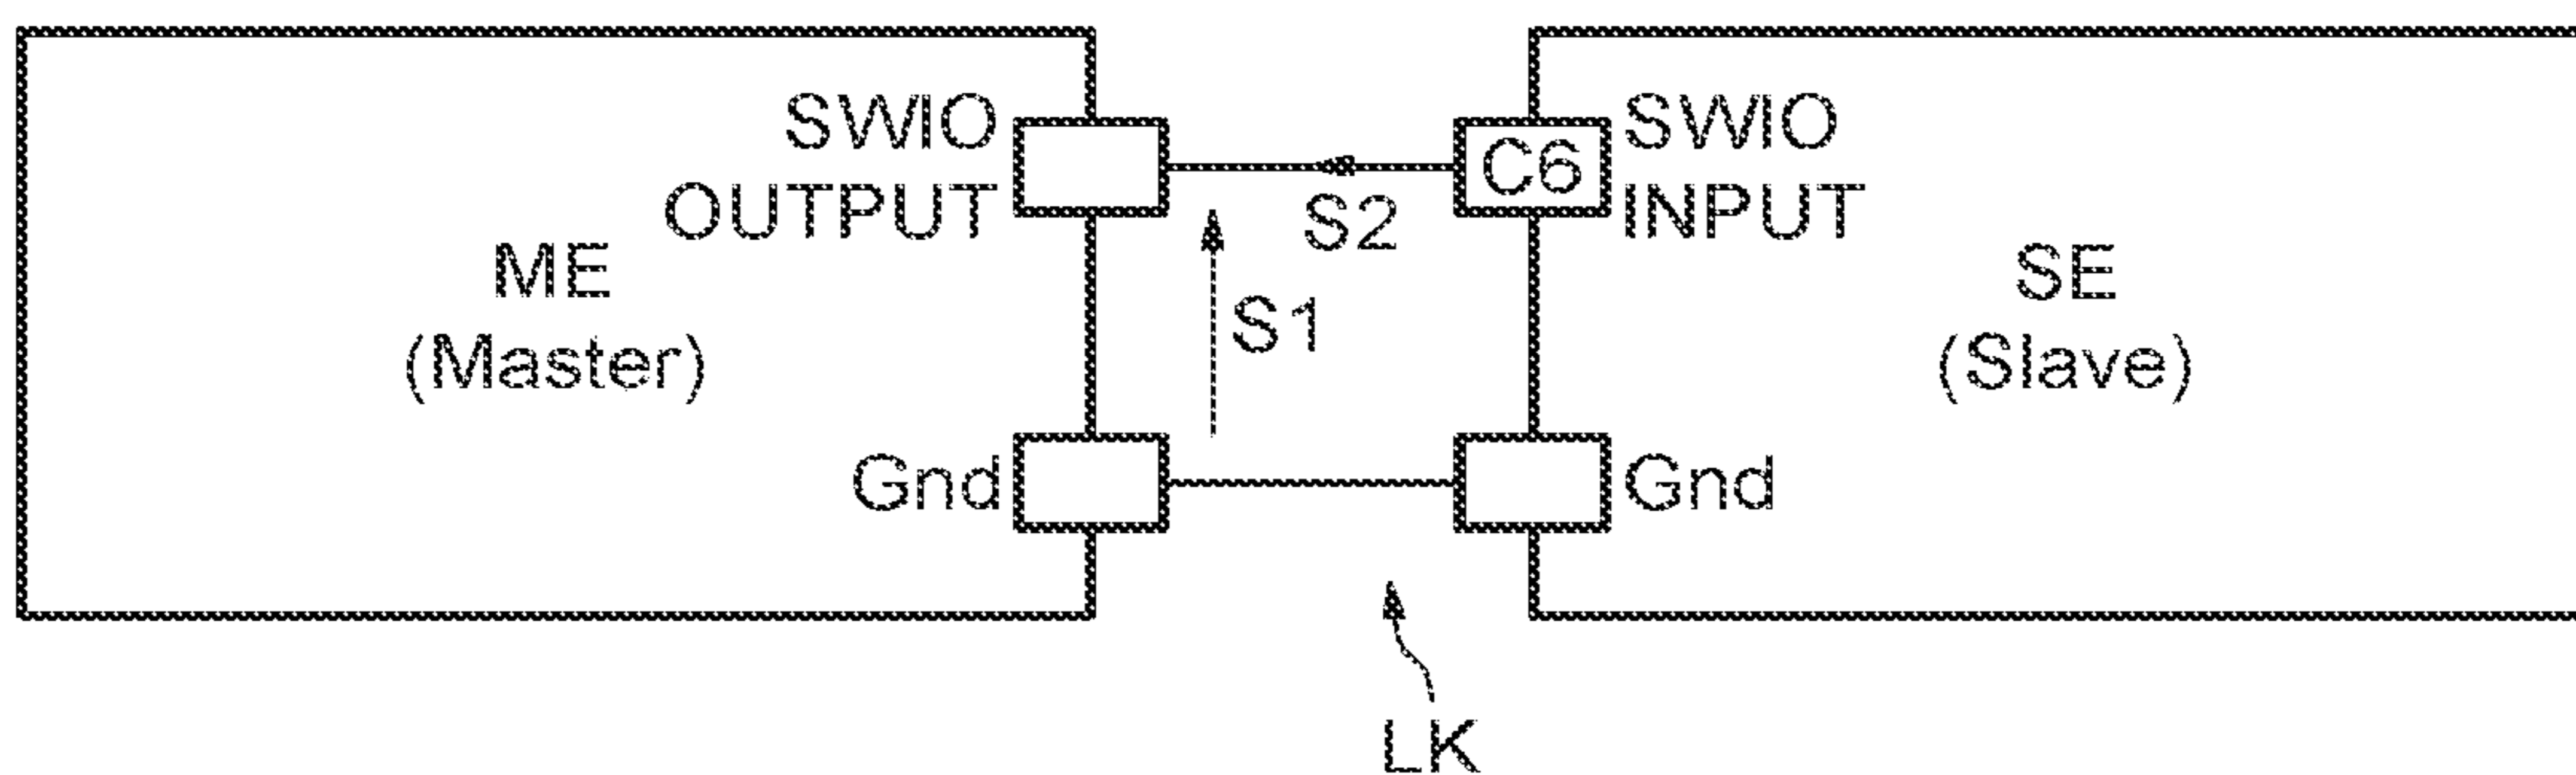 SWIO
OUTPUT
ME
(Master)
Gnd
S1
S2
C6
SWIO
INPUT
SE
(Slave)
Gnd
LK